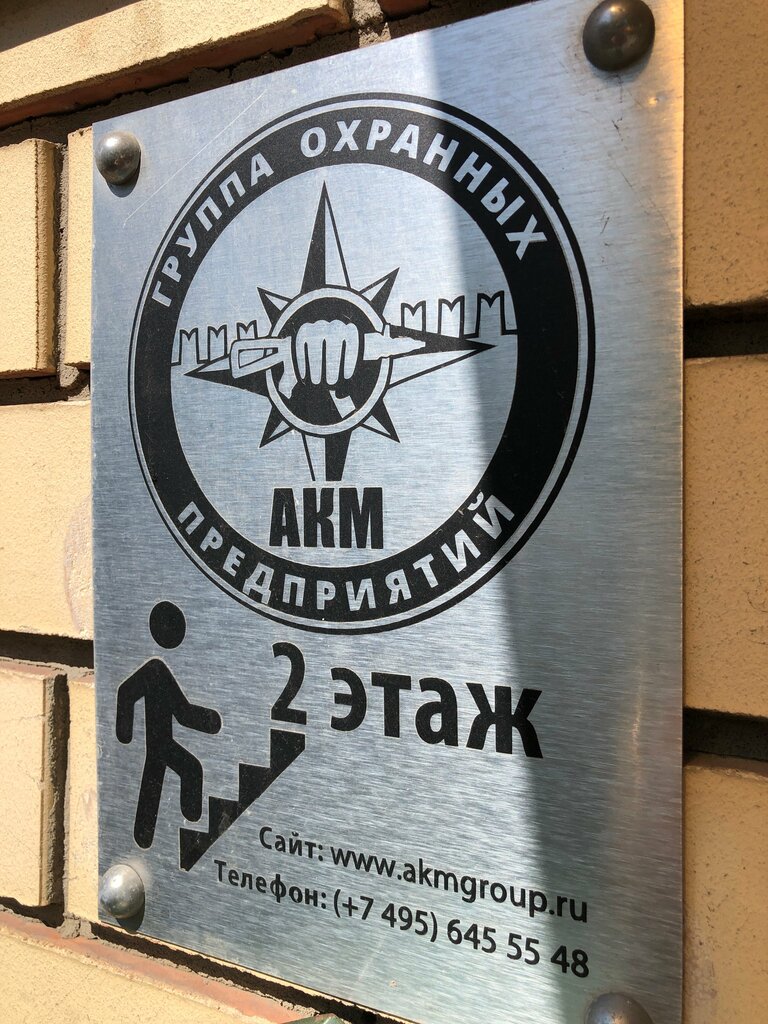 ГРУППА ОХРАННЫХ
АКМ
ПРЕДПРИЯТИЙ
2 этаж
Сайт: www.akmgroup.ru
Телефон: (+7 495) 645 55 48